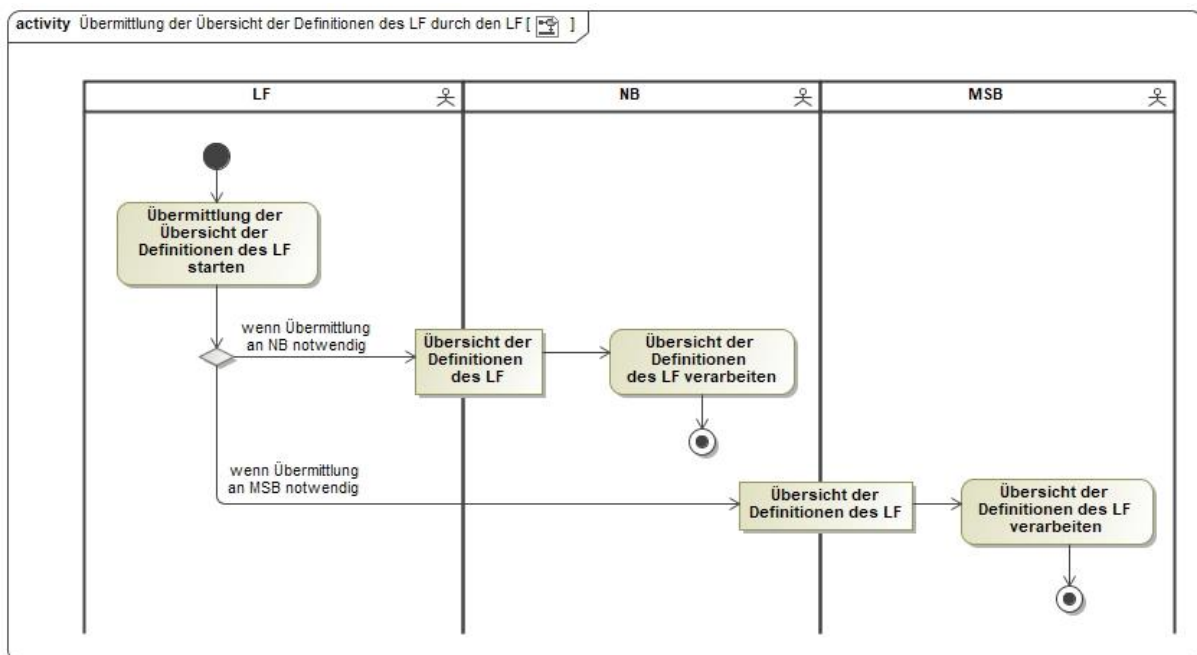 activity Übermittlung der Übersicht der Definitionen des LF durch den LF [ ]
LF
NB
MSB
Übermittlung der
Übersicht der
Definitionen des LF
starten
wenn Übermittlung
an NB notwendig
Übersicht der
Definitionen
des LF
Übersicht der
Definitionen
des LF verarbeiten
wenn Übermittlung
an MSB notwendig
Übersicht der
Definitionen des LF
Übersicht der
Definitionen des LF
verarbeiten